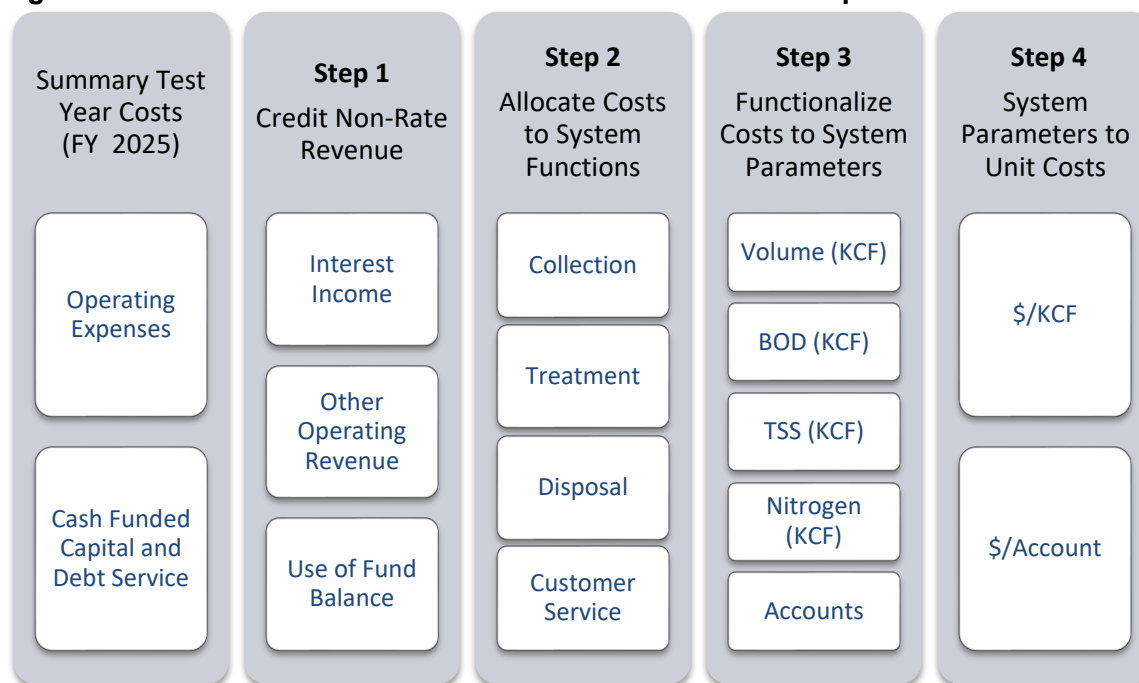 Summary Test
Year Costs
(FY 2025)
Operating
Expenses
Cash Funded
Capital and
Debt Service
Step 1
Credit Non-Rate
Revenue
Interest
Income
Other
Operating
Revenue
Use of Fund
Balance
Step 2
Allocate Costs
to System
Functions
Collection
Treatment
Disposal
Customer
Service
Step 3
Functionalize
Costs to System
Parameters
Volume (KCF)
BOD (KCF)
TSS (KCF)
Nitrogen
(KCF)
Accounts
Step 4
System
Parameters to
Unit Costs
$/KCF
$/Account